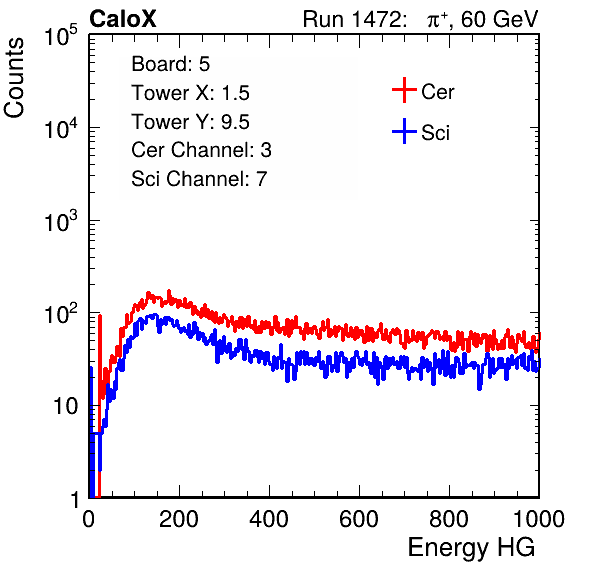 CaloX Run 1472: π⁺, 60 GeV
Board: 5
Tower X: 1.5
Tower Y: 9.5
Cer Channel: 3
Sci Channel: 7
Cer
Sci
Counts
10⁵
10⁴
10³
10²
10
1
0 200 400 600 800 1000
Energy HG